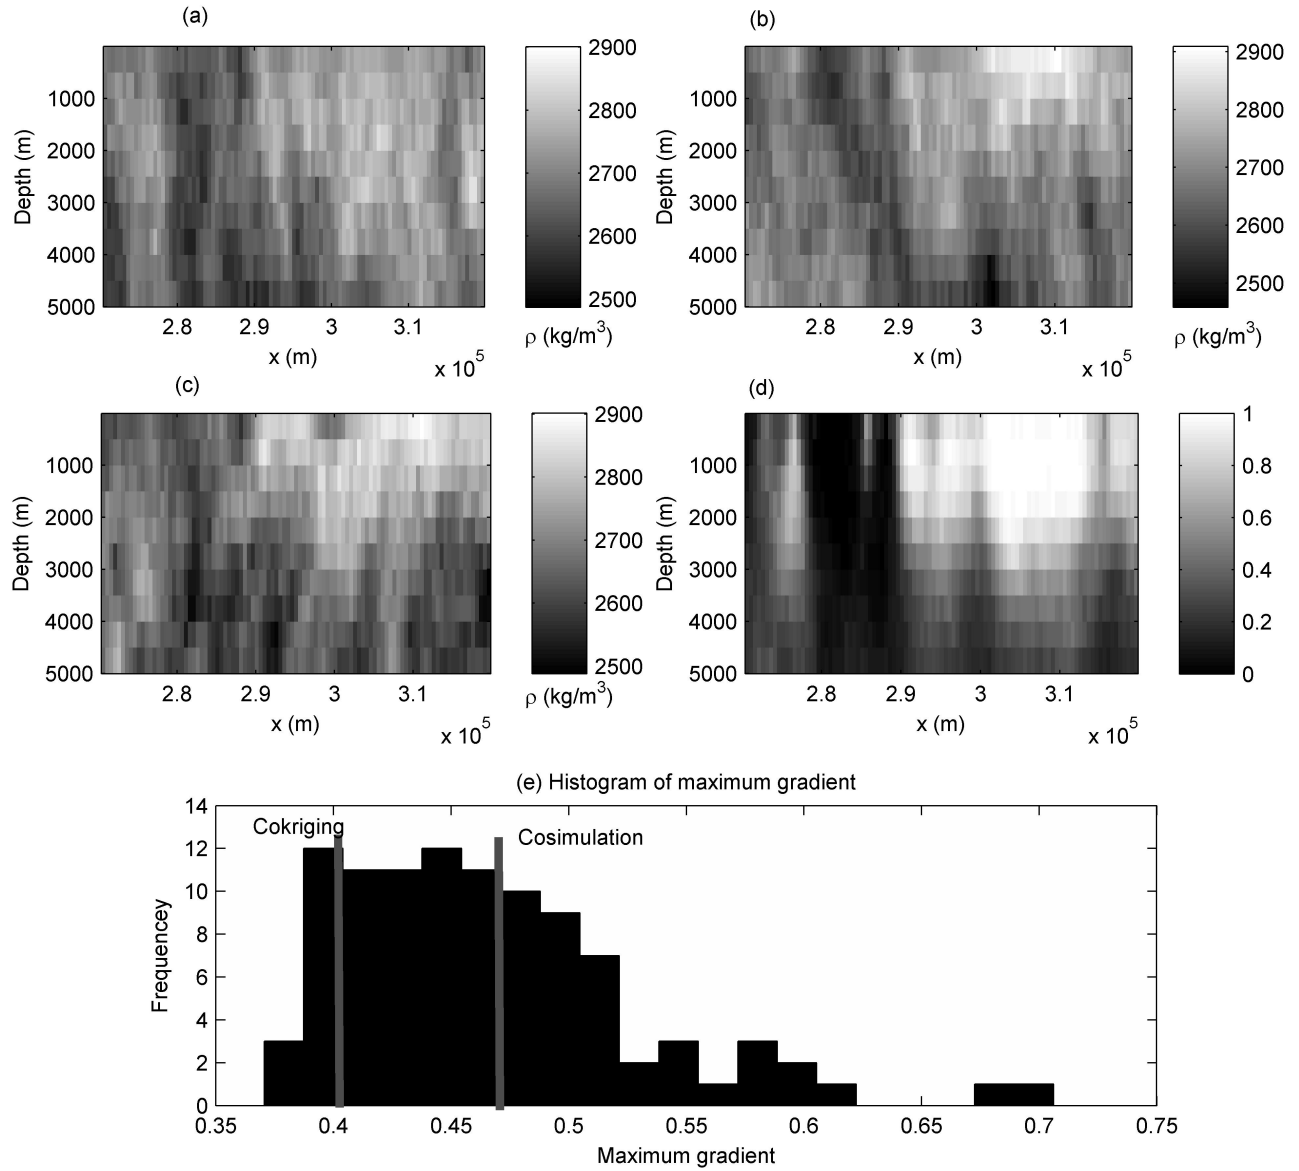 (a)
2900
2800
2700
2600
2500
1000
2000
3000
4000
5000
Depth (m)
2.8 2.9 3 3.1
x (m)
x 10^5
ρ (kg/m^3)
(b)
2900
2800
2700
2600
2500
1000
2000
3000
4000
5000
Depth (m)
2.8 2.9 3 3.1
x (m)
x 10^5
ρ (kg/m^3)
(c)
2900
2800
2700
2600
2500
1000
2000
3000
4000
5000
Depth (m)
2.8 2.9 3 3.1
x (m)
x 10^5
ρ (kg/m^3)
(d)
1
0.8
0.6
0.4
0.2
0
1000
2000
3000
4000
5000
Depth (m)
2.8 2.9 3 3.1
x (m)
x 10^5
(e) Histogram of maximum gradient
14
12
10
8
6
4
2
0
Frequencey
Cokriging
Cosimulation
0.35 0.4 0.45 0.5 0.55 0.6 0.65 0.7 0.75
Maximum gradient